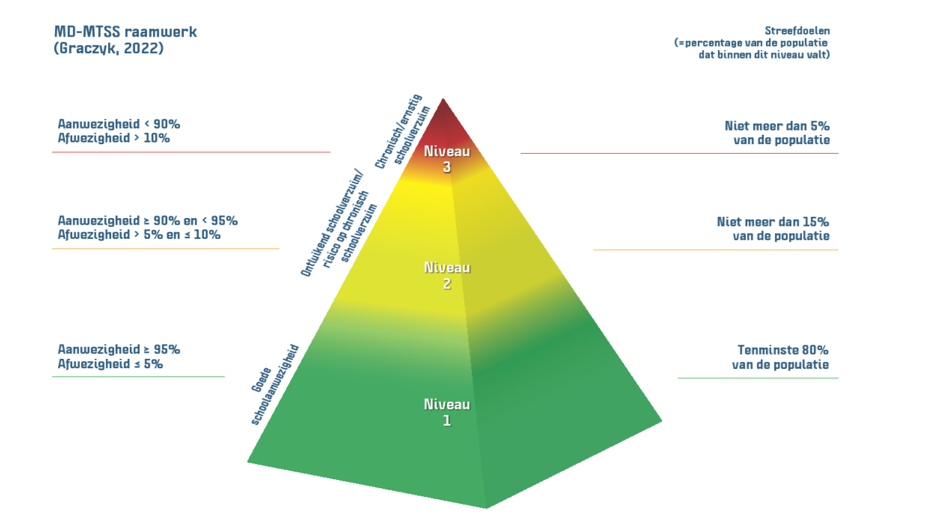 MD-MTSS raamwerk
(Graczyk, 2022)
Streefdoelen
(=percentage van de populatie
dat binnen dit niveau valt)
Aanwezigheid < 90%
Afwezigheid > 10%
Chronisch/ernstig
schoolverzuim
Niveau
3
Niet meer dan 5%
van de populatie
Aanwezigheid ≥ 90% en < 95%
Afwezigheid > 5% en ≤ 10%
Ontluikend schoolverzuim/
risico op chronisch
schoolverzuim
Niveau
2
Niet meer dan 15%
van de populatie
Aanwezigheid ≥ 95%
Afwezigheid ≤ 5%
Goede
schoolaanwezigheid
Niveau
1
Tenminste 80%
van de populatie